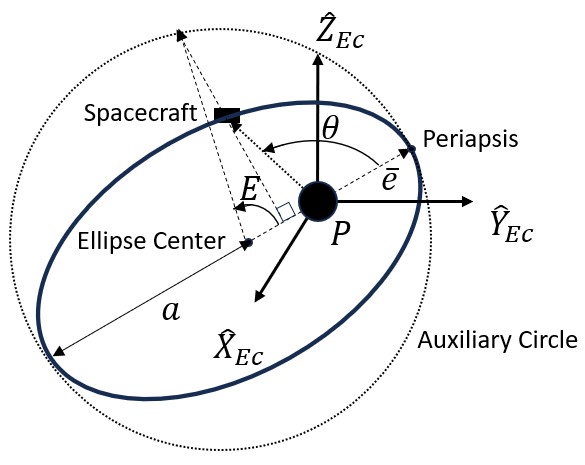 Ẑ_Ec
Spacecraft
θ
Periapsis
ē
E
P
Ŷ_Ec
Ellipse Center
a
X̂_Ec
Auxiliary Circle